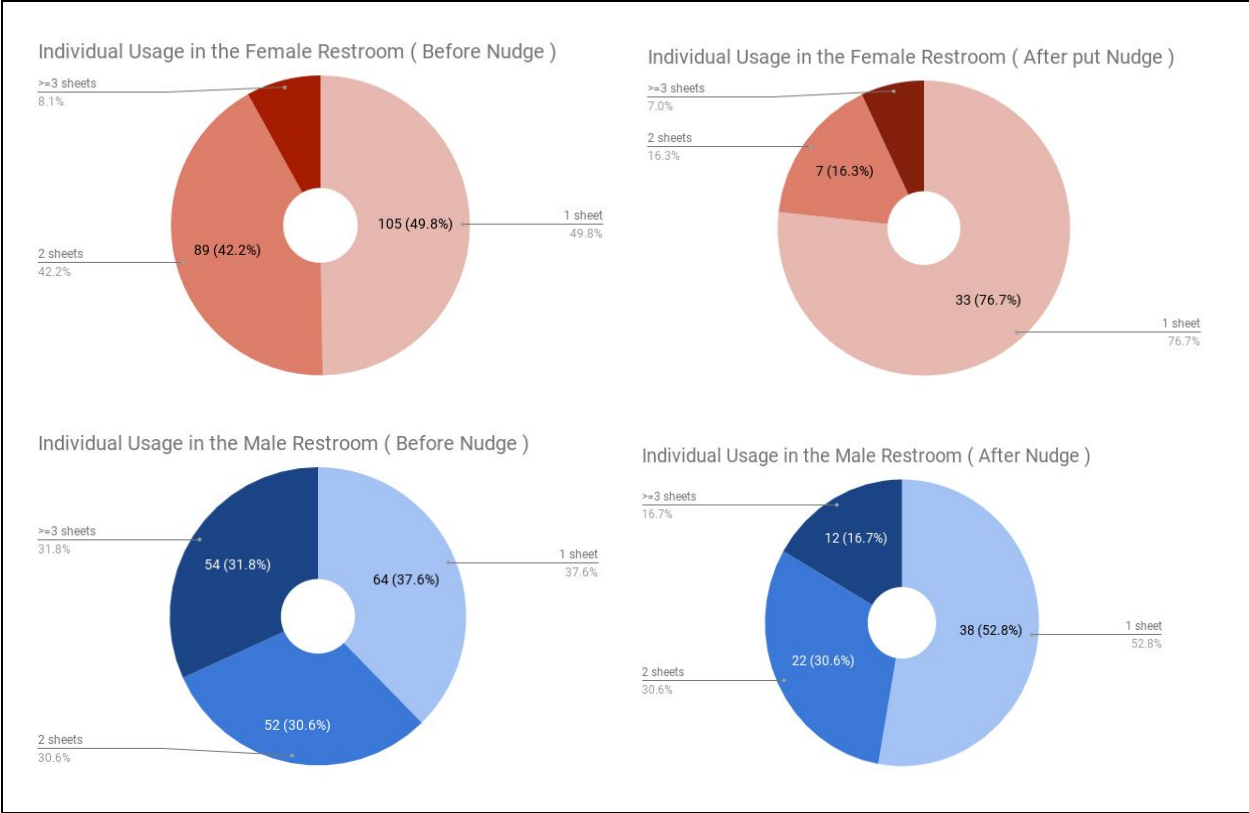 Individual Usage in the Female Restroom ( Before Nudge )
>=3 sheets
8.1%
1 sheet
49.8%
105 (49.8%)
89 (42.2%)
2 sheets
42.2%
Individual Usage in the Female Restroom ( After put Nudge )
>=3 sheets
7.0%
2 sheets
16.3%
7 (16.3%)
33 (76.7%)
1 sheet
76.7%
Individual Usage in the Male Restroom ( Before Nudge )
>=3 sheets
31.8%
54 (31.8%)
1 sheet
37.6%
64 (37.6%)
52 (30.6%)
2 sheets
30.6%
Individual Usage in the Male Restroom ( After Nudge )
>=3 sheets
16.7%
12 (16.7%)
38 (52.8%)
1 sheet
52.8%
22 (30.6%)
2 sheets
30.6%